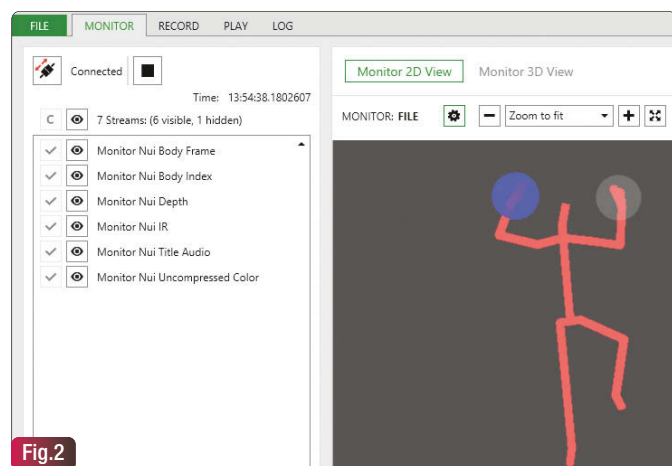 FILE MONITOR RECORD PLAY LOG
Connected
Time: 13:54:38.1802607
C 7 Streams: (6 visible, 1 hidden)
Monitor Nui Body Frame
Monitor Nui Body Index
Monitor Nui Depth
Monitor Nui IR
Monitor Nui Title Audio
Monitor Nui Uncompressed Color
Monitor 2D View Monitor 3D View
MONITOR: FILE Zoom to fit
Fig.2